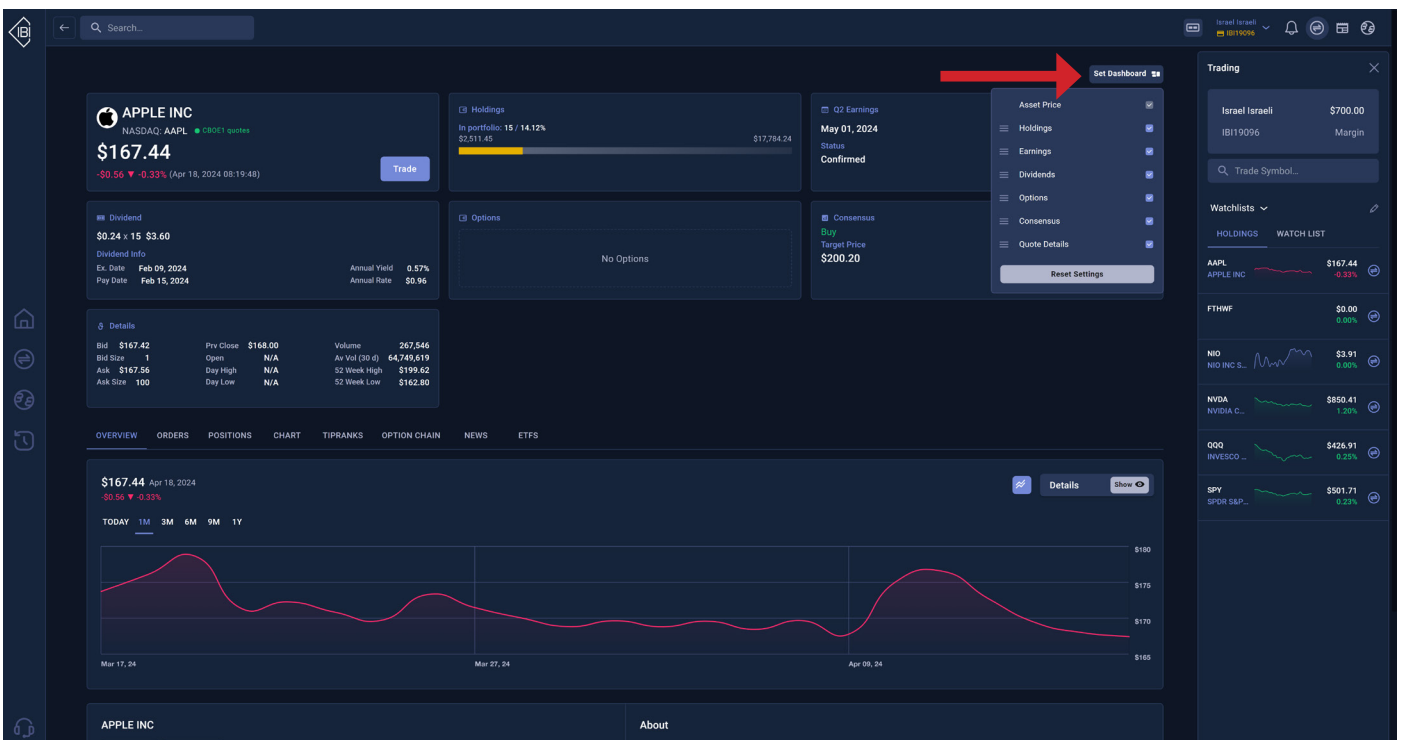 IBI
Search...
Israel Israeli
IBI19096
Set Dashboard
Asset Price
Holdings
Earnings
Dividends
Options
Consensus
Quote Details
Reset Settings
APPLE INC
NASDAQ: AAPL CBOE1 quotes
$167.44
-$0.56 ▼ -0.33% (Apr 18, 2024 08:19:48)
Trade
Holdings
In portfolio: 15 / 14.12%
$2,511.45 $17,784.24
Q2 Earnings
May 01, 2024
Status
Confirmed
Dividend
$0.24 x 15 $3.60
Dividend Info
Ex. Date Feb 09, 2024 Annual Yield 0.57%
Pay Date Feb 15, 2024 Annual Rate $0.96
Options
No Options
Consensus
Buy
Target Price
$200.20
Details
Bid $167.42 Prv Close $168.00 Volume 267,546
Bid Size 1 Open N/A Av Vol (30 d) 64,749,619
Ask $167.56 Day High N/A 52 Week High $199.62
Ask Size 100 Day Low N/A 52 Week Low $162.80
OVERVIEW ORDERS POSITIONS CHART TIPRANKS OPTION CHAIN NEWS ETFS
$167.44 Apr 18, 2024
-$0.56 ▼ -0.33%
Details Show
TODAY 1M 3M 6M 9M 1Y
$180
$175
$170
$165
Mar 17, 24 Mar 27, 24 Apr 09, 24
APPLE INC About
Trading
Israel Israeli $700.00
IBI19096 Margin
Trade Symbol...
Watchlists
HOLDINGS WATCH LIST
AAPL $167.44
APPLE INC -0.33%
FTHWF $0.00
0.00%
NIO $3.91
NIO INC S... 0.00%
NVDA $850.41
NVIDIA C... 1.20%
QQQ $426.91
INVESCO ... 0.25%
SPY $501.71
SPDR S&P... 0.23%